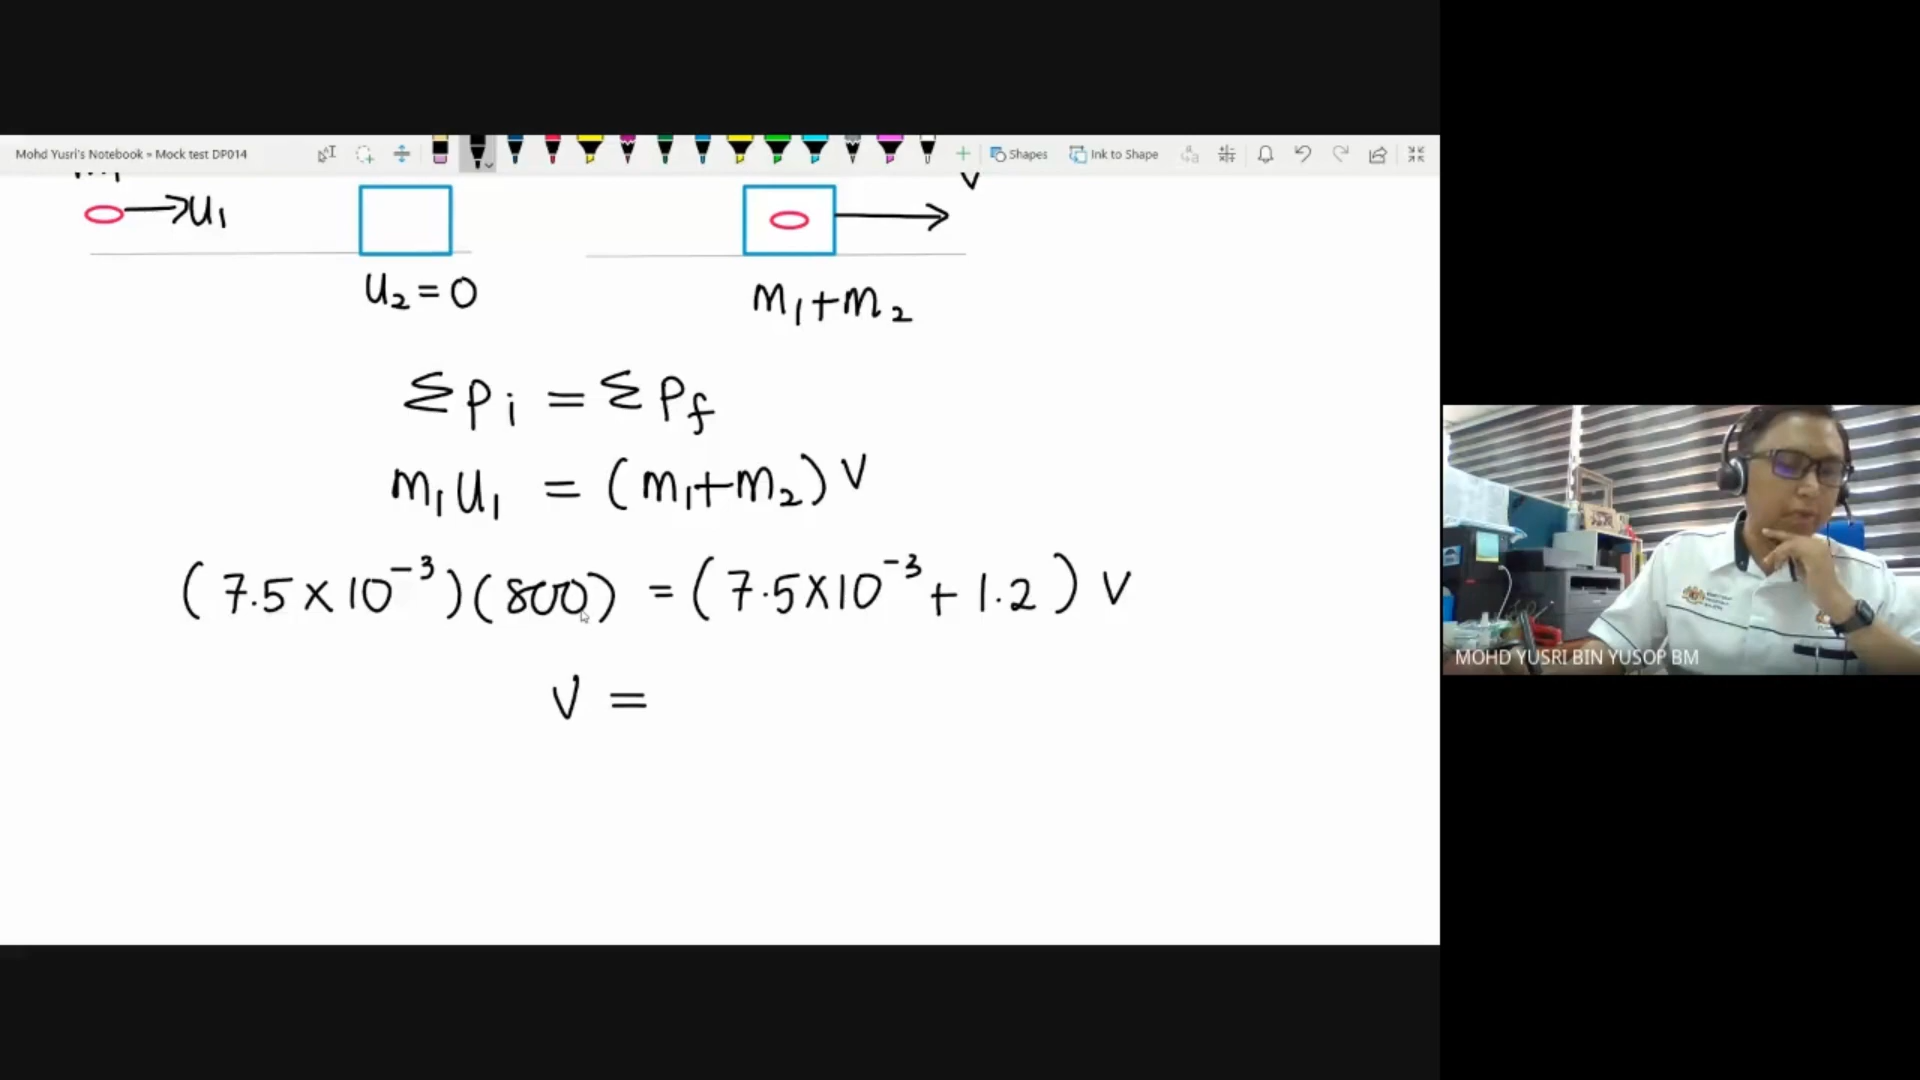 Mohd Yusri's Notebook » Mock test DP014
Shapes
Ink to Shape
u₁
v
u₂ = 0
m₁+m₂
Σpᵢ = Σp_f
m₁u₁ = (m₁+m₂)v
(7.5×10⁻³)(800) = (7.5×10⁻³+1.2)v
v =
MOHD YUSRI BIN YUSOP BM